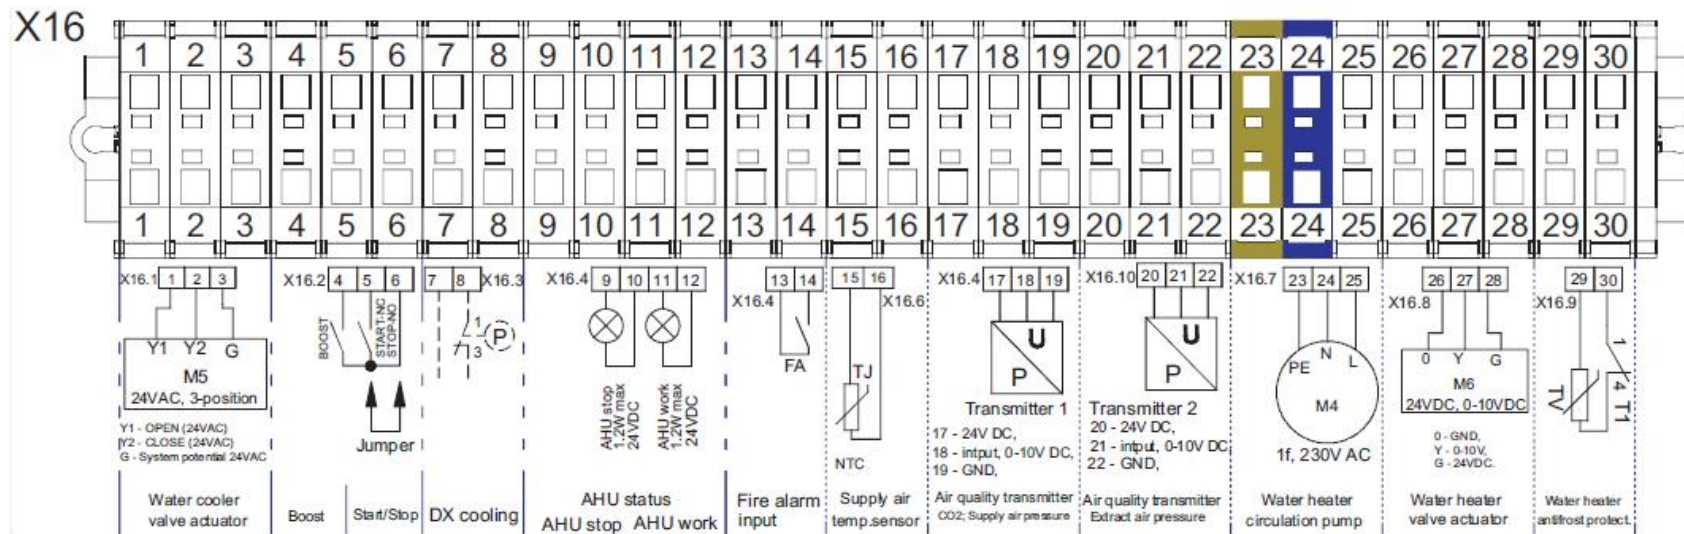 X16
1 2 3 4 5 6 7 8 9 10 11 12 13 14 15 16 17 18 19 20 21 22 23 24 25 26 27 28 29 30
1 2 3 4 5 6 7 8 9 10 11 12 13 14 15 16 17 18 19 20 21 22 23 24 25 26 27 28 29 30
X16.1 1 2 3
Y1 Y2 G
M5
24VAC, 3-position
Y1 - OPEN (24VAC)
Y2 - CLOSE (24VAC)
G - System potential 24VAC
Water cooler
valve actuator
X16.2 4 5 6
BOOST
START-NC
STOP-NO
Jumper
Boost
Start/Stop
7 8 X16.3
1
3
P
DX cooling
X16.4 9 10 11 12
AHU stop
1.2W max
24VDC
AHU work
1.2W max
24VDC
AHU status
AHU stop AHU work
13 14
X16.4
FA
Fire alarm
input
15 16
X16.6
TJ
NTC
Supply air
temp.sensor
X16.4 17 18 19
U
P
Transmitter 1
17 - 24V DC,
18 - intput, 0-10V DC,
19 - GND,
Air quality transmitter
CO2; Supply air pressure
X16.10 20 21 22
U
P
Transmitter 2
20 - 24V DC,
21 - intput, 0-10V DC
22 - GND,
Air quality transmitter
Extract air pressure
X16.7
23 24 25
PE N L
M4
1f, 230V AC
Water heater
circulation pump
26 27 28
X16.8
0 Y G
M6
24VDC, 0-10VDC
0 - GND,
Y - 0-10V,
G - 24VDC.
Water heater
valve actuator
29 30
X16.9
1
4
TV
T1
Water heater
antifrost protect.